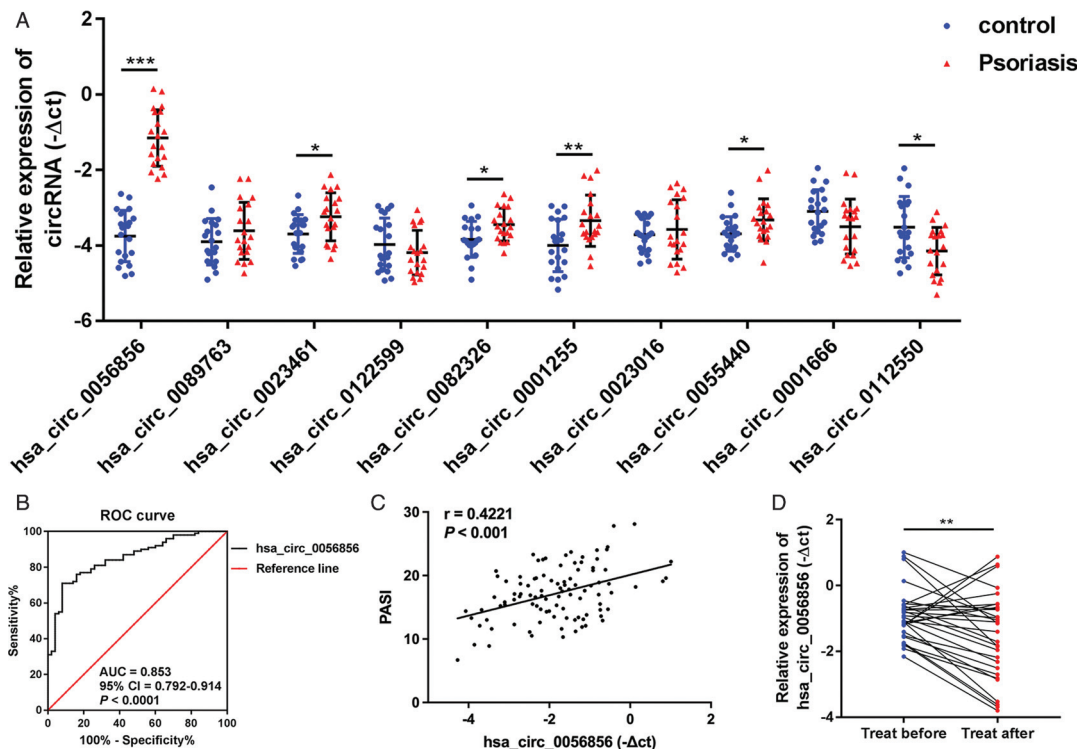 A
control
Psoriasis
Relative expression of
circRNA (-Δct)
-2
0
-2
-4
-6
***
*
*
**
*
*
hsa_circ_0056856
hsa_circ_0089763
hsa_circ_0023461
hsa_circ_0122599
hsa_circ_0082326
hsa_circ_0001255
hsa_circ_0023016
hsa_circ_0055440
hsa_circ_0001666
hsa_circ_0112550
B
ROC curve
hsa_circ_0056856
Reference line
Sensitivity%
100
80
60
40
20
0
AUC = 0.853
95% CI = 0.792-0.914
P < 0.0001
0 20 40 60 80 100
100% - Specificity%
C
r = 0.4221
P < 0.001
PASI
30
20
10
0
-4 -2 0 2
hsa_circ_0056856 (-Δct)
D
**
Relative expression of
hsa_circ_0056856 (-Δct)
2
0
-2
-4
Treat before Treat after